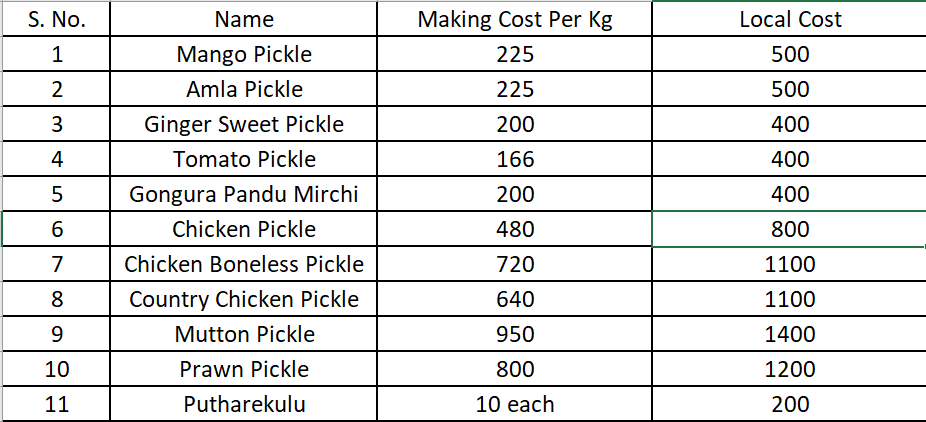 S. No. Name Making Cost Per Kg Local Cost
1 Mango Pickle 225 500
2 Amla Pickle 225 500
3 Ginger Sweet Pickle 200 400
4 Tomato Pickle 166 400
5 Gongura Pandu Mirchi 200 400
6 Chicken Pickle 480 800
7 Chicken Boneless Pickle 720 1100
8 Country Chicken Pickle 640 1100
9 Mutton Pickle 950 1400
10 Prawn Pickle 800 1200
11 Putharekulu 10 each 200